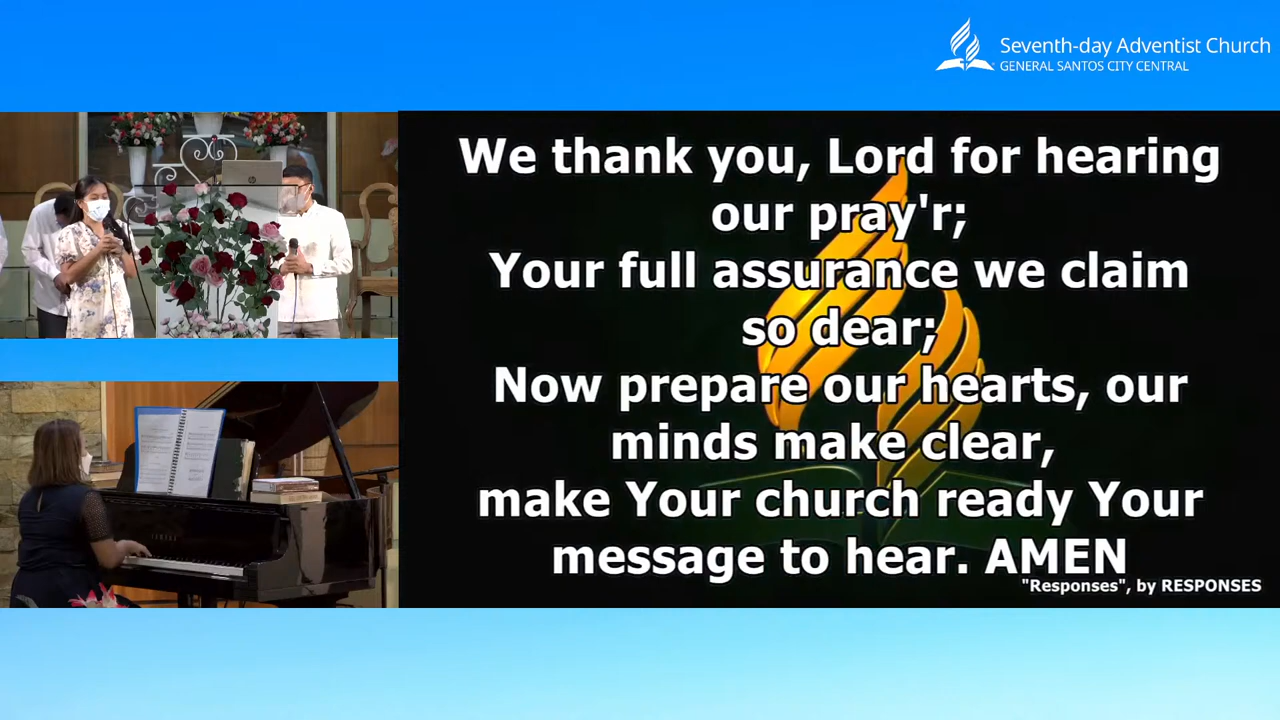 Seventh-day Adventist Church
GENERAL SANTOS CITY CENTRAL
We thank you, Lord for hearing
our pray'r;
Your full assurance we claim
so dear;
Now prepare our hearts, our
minds make clear,
make Your church ready Your
message to hear. AMEN
"Responses", by RESPONSES
YAMAHA